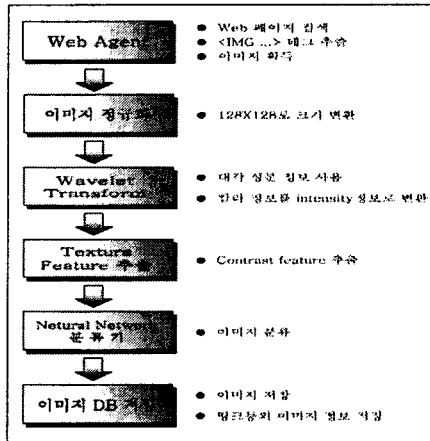 Web Agent
● Web 페이지 검색
● <IMG ...> 태그 추출
● 이미지 획득
이미지 정규화
● 128X128로 크기 변환
Wavelet
Transform
● 대각 성분 정보 사용
● 칼라 정보를 intensity 정보로 변환
Texture
Feature 추출
● Contrast feature 추출
Netural Network
분 류 기
● 이미지 분류
이미지 DB 저장
● 이미지 저장
● 링크등의 이미지 정보 저장